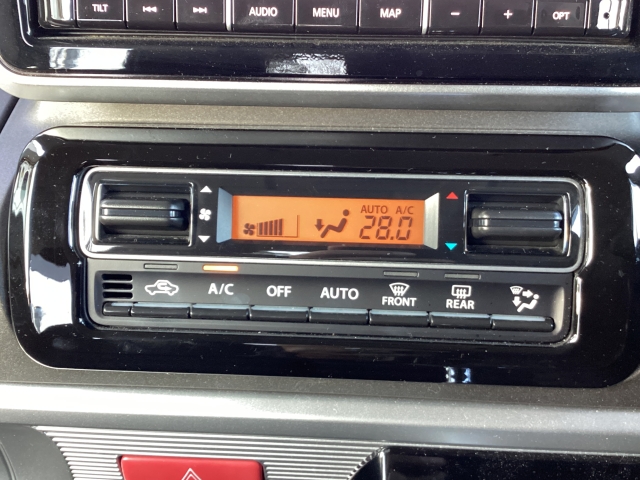 TILT AUDIO MENU MAP - + OPT
AUTO A/C
28.0
A/C OFF AUTO FRONT REAR